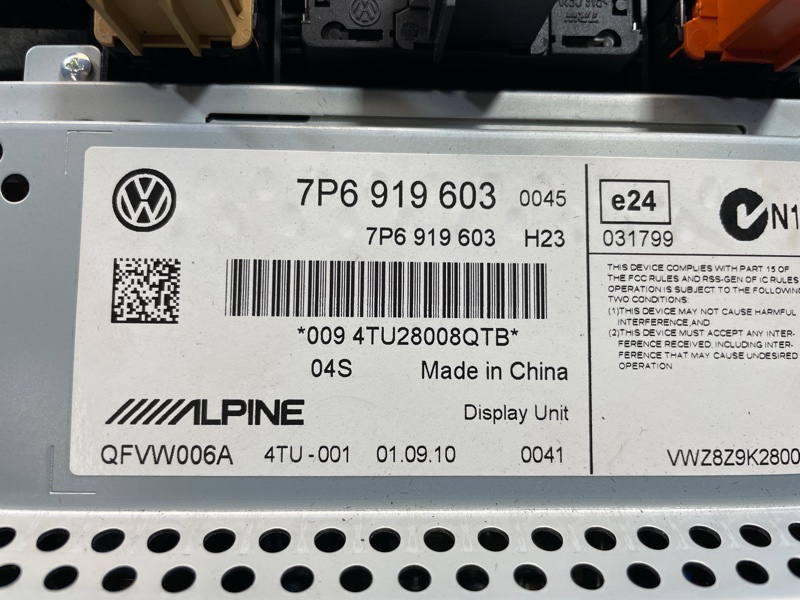 7P6 919 603 0045
7P6 919 603 H23
*009 4TU28008QTB*
04S Made in China
ALPINE Display Unit
QFVW006A 4TU-001 01.09.10 0041
e24
N1
031799
THIS DEVICE COMPLIES WITH PART 15 OF
THE FCC RULES AND RSS-GEN OF IC RULES
OPERATION IS SUBJECT TO THE FOLLOWING
TWO CONDITIONS:
(1)THIS DEVICE MAY NOT CAUSE HARMFUL
INTERFERENCE,AND
(2)THIS DEVICE MUST ACCEPT ANY INTER-
FERENCE RECEIVED, INCLUDING INTER-
FERENCE THAT MAY CAUSE UNDESIRED
OPERATION
VWZ8Z9K2800